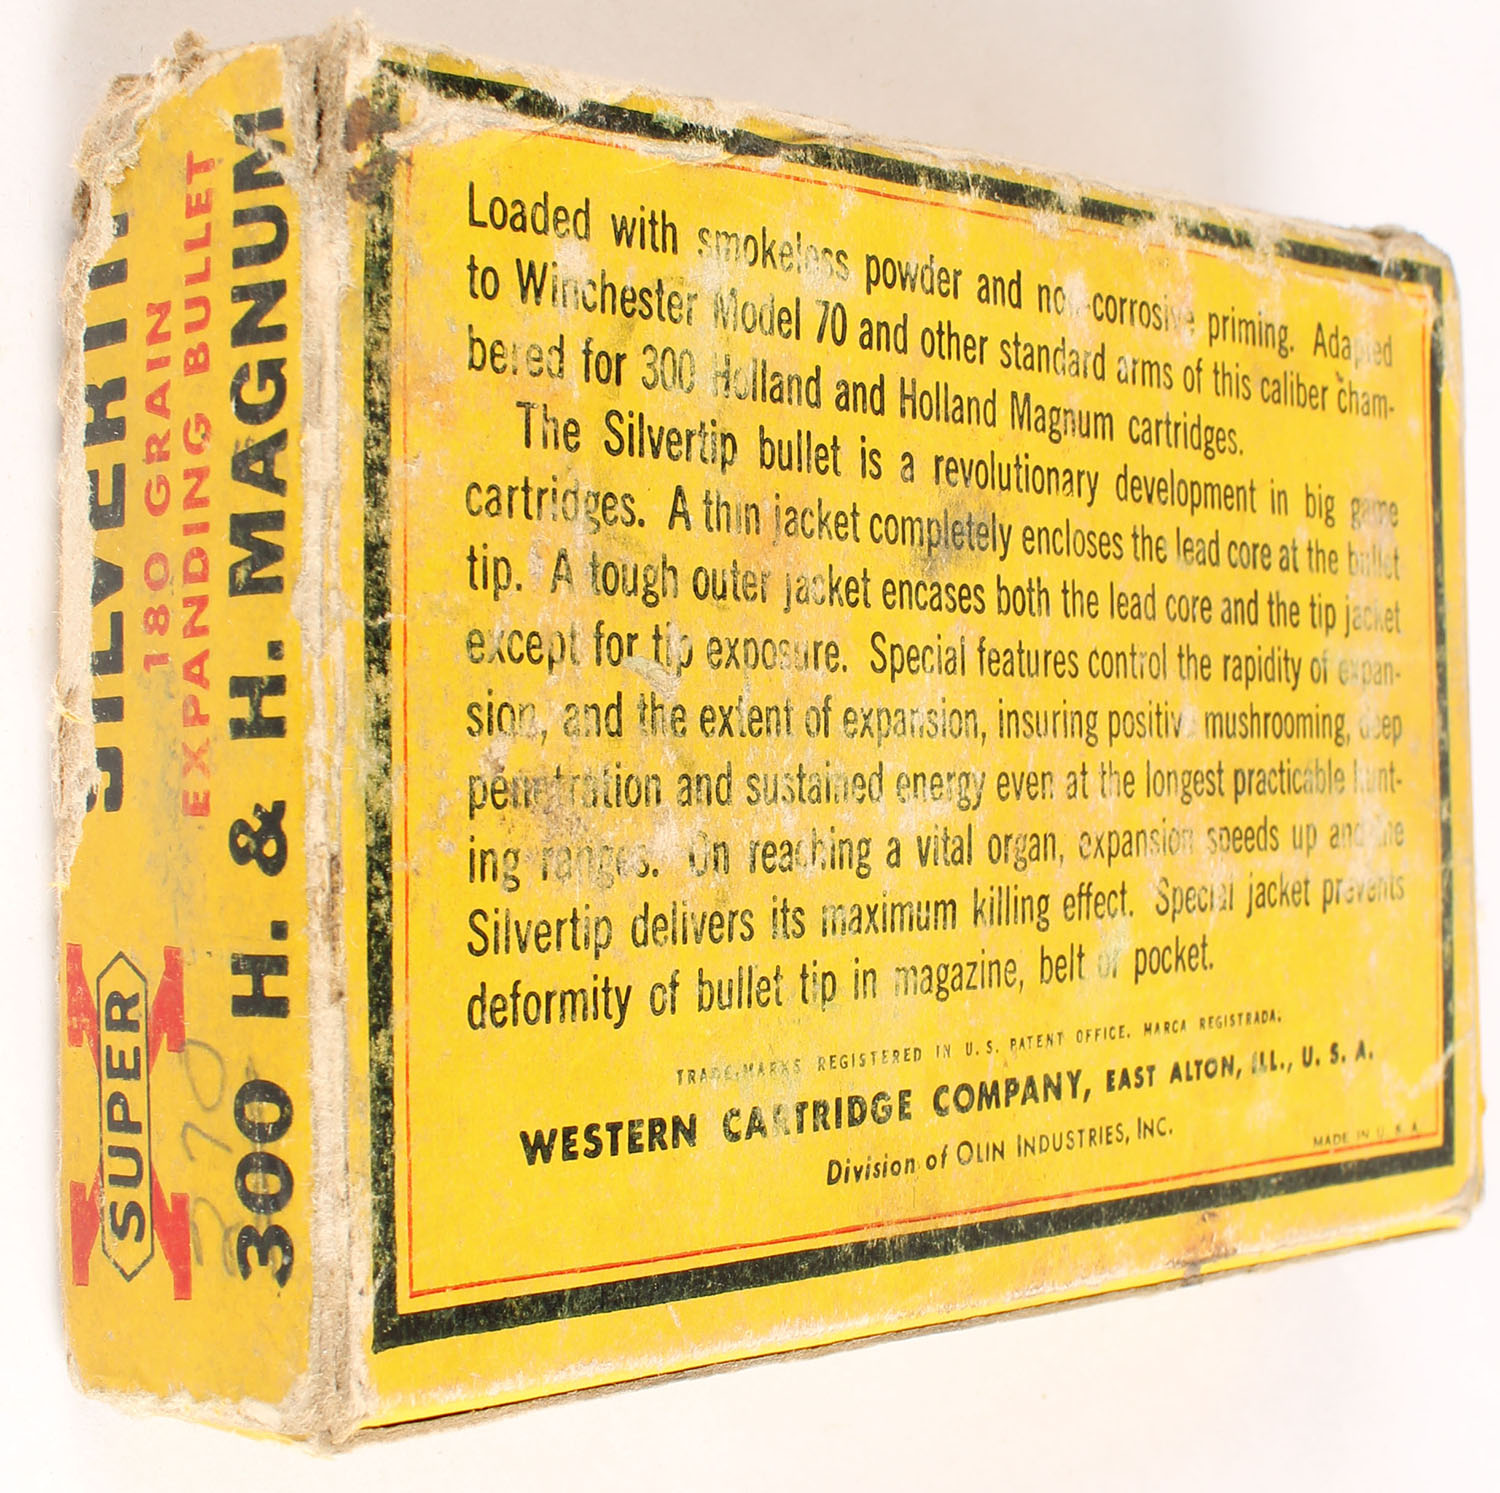 SILVERTIP
180 GRAIN
EXPANDING BULLET
SUPER X
300 H. & H. MAGNUM
270
Loaded with smokeless powder and non-corrosive priming. Adapted
to Winchester Model 70 and other standard arms of this caliber cham-
bered for 300 Holland and Holland Magnum cartridges.
The Silvertip bullet is a revolutionary development in big game
cartridges. A thin jacket completely encloses the lead core at the bullet
tip. A tough outer jacket encases both the lead core and the tip jacket
except for tip exposure. Special features control the rapidity of expan-
sion, and the extent of expansion, insuring positive mushrooming, deep
penetration and sustained energy even at the longest practicable hunt-
ing ranges. On reaching a vital organ, expansion speeds up and the
Silvertip delivers its maximum killing effect. Special jacket prevents
deformity of bullet tip in magazine, belt or pocket.
TRADE-MARKS REGISTERED IN U. S. PATENT OFFICE. MARCA REGISTRADA.
WESTERN CARTRIDGE COMPANY, EAST ALTON, ILL., U. S. A.
Division of OLIN INDUSTRIES, INC.
MADE IN U. S. A.